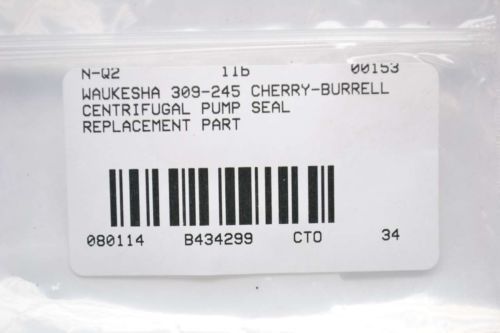 N-Q2 116 00153
WAUKESHA 309-245 CHERRY-BURRELL
CENTRIFUGAL PUMP SEAL
REPLACEMENT PART
080114 B434299 CTO 34